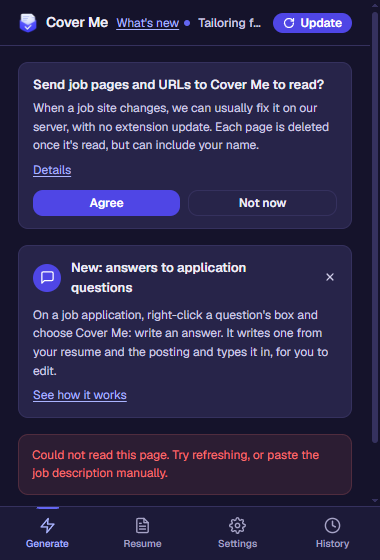 Cover Me What's new Tailoring f... Update
Send job pages and URLs to Cover Me to read?
When a job site changes, we can usually fix it on our
server, with no extension update. Each page is deleted
once it's read, but can include your name.
Details
Agree Not now
New: answers to application
questions
On a job application, right-click a question's box and
choose Cover Me: write an answer. It writes one from
your resume and the posting and types it in, for you to
edit.
See how it works
Could not read this page. Try refreshing, or paste the
job description manually.
Generate Resume Settings History